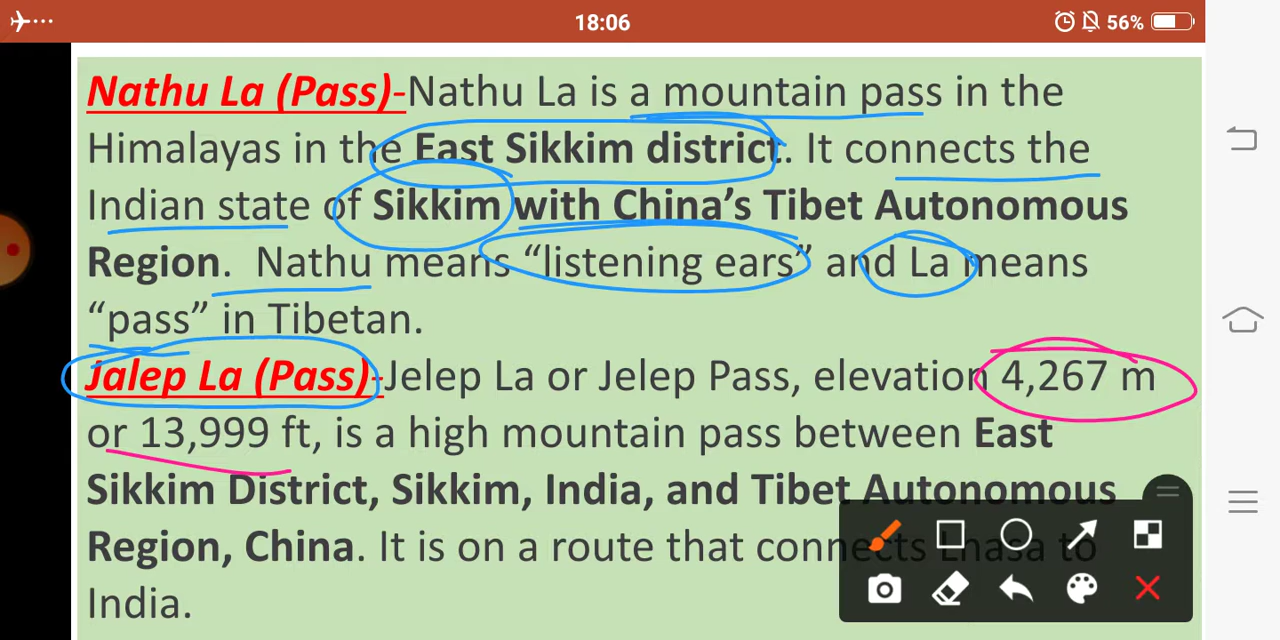 18:06
56%
Nathu La (Pass)-Nathu La is a mountain pass in the
Himalayas in the East Sikkim district. It connects the
Indian state of Sikkim with China’s Tibet Autonomous
Region. Nathu means “listening ears” and La means
“pass” in Tibetan.
Jalep La (Pass)-Jelep La or Jelep Pass, elevation 4,267 m
or 13,999 ft, is a high mountain pass between East
Sikkim District, Sikkim, India, and Tibet Autonomous
Region, China. It is on a route that connects Lhasa to
India.